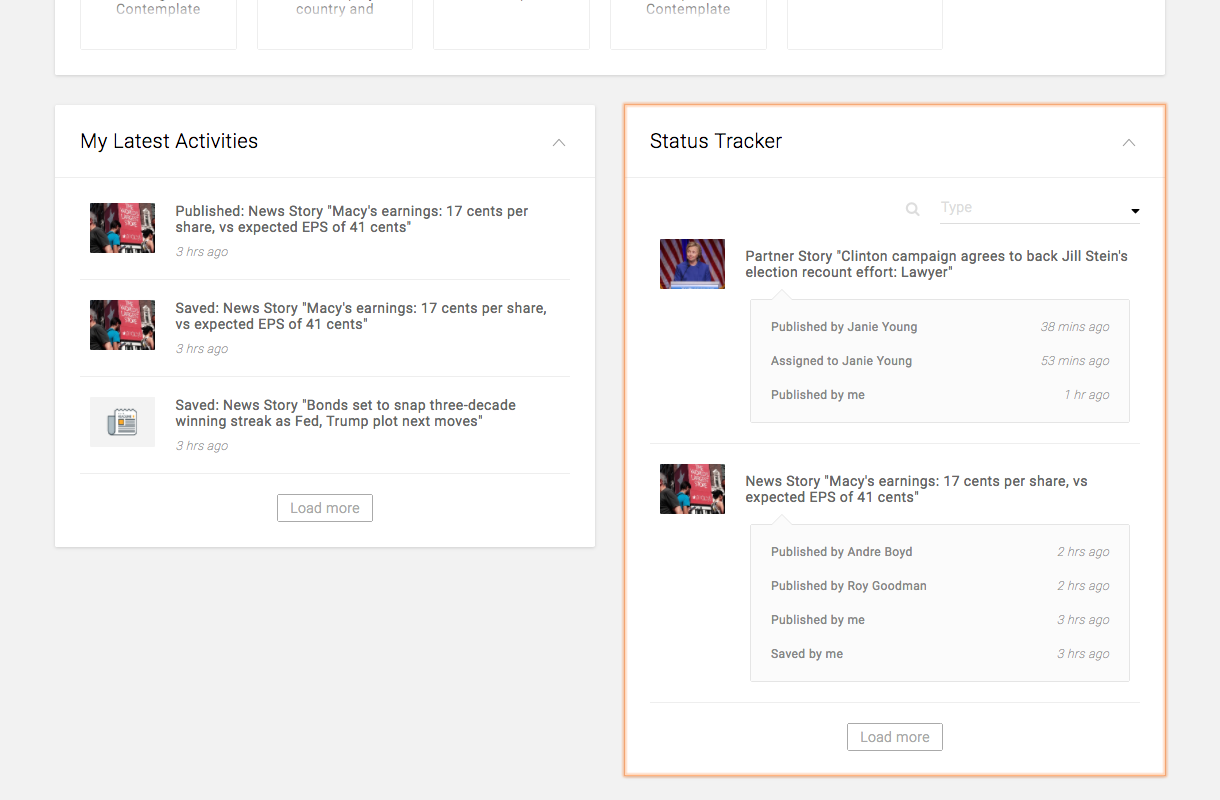 Contemplate
country and
Contemplate
My Latest Activities
Published: News Story "Macy's earnings: 17 cents per
share, vs expected EPS of 41 cents"
3 hrs ago
Saved: News Story "Macy's earnings: 17 cents per share,
vs expected EPS of 41 cents"
3 hrs ago
Saved: News Story "Bonds set to snap three-decade
winning streak as Fed, Trump plot next moves"
3 hrs ago
Load more
Status Tracker
Type
Partner Story "Clinton campaign agrees to back Jill Stein's
election recount effort: Lawyer"
Published by Janie Young 38 mins ago
Assigned to Janie Young 53 mins ago
Published by me 1 hr ago
News Story "Macy's earnings: 17 cents per share, vs
expected EPS of 41 cents"
Published by Andre Boyd 2 hrs ago
Published by Roy Goodman 2 hrs ago
Published by me 3 hrs ago
Saved by me 3 hrs ago
Load more